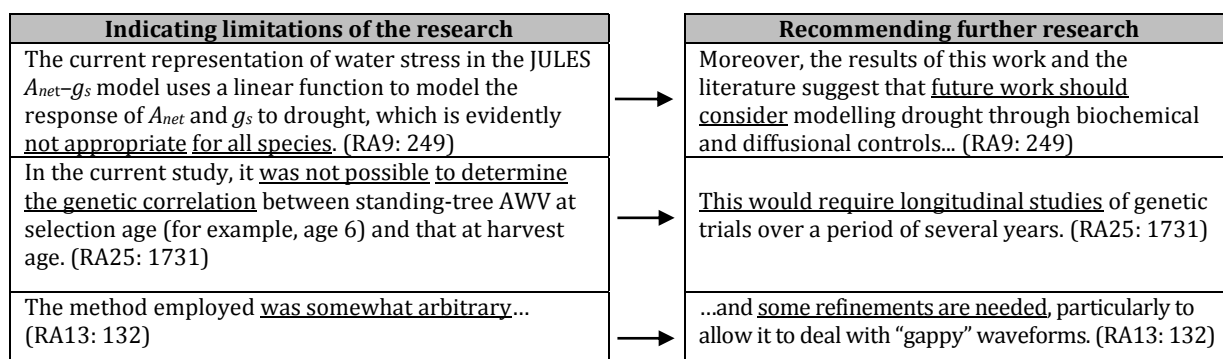 Indicating limitations of the research
The current representation of water stress in the JULES
Anet–gs model uses a linear function to model the
response of Anet and gs to drought, which is evidently
not appropriate for all species. (RA9: 249)
In the current study, it was not possible to determine
the genetic correlation between standing-tree AWV at
selection age (for example, age 6) and that at harvest
age. (RA25: 1731)
The method employed was somewhat arbitrary…
(RA13: 132)
Recommending further research
Moreover, the results of this work and the
literature suggest that future work should
consider modelling drought through biochemical
and diffusional controls... (RA9: 249)
This would require longitudinal studies of genetic
trials over a period of several years. (RA25: 1731)
…and some refinements are needed, particularly to
allow it to deal with “gappy” waveforms. (RA13: 132)